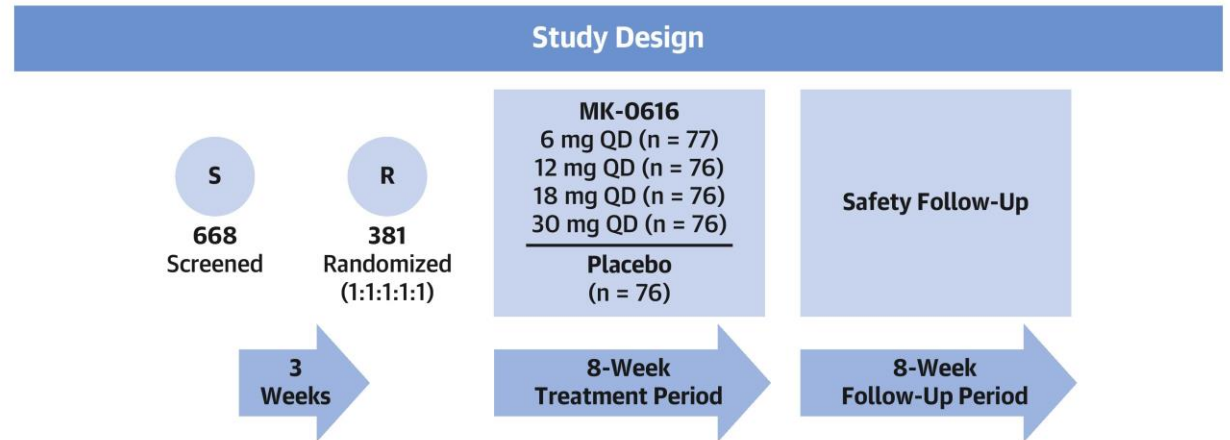 Study Design
S
668
Screened
R
381
Randomized
(1:1:1:1:1)
MK-0616
6 mg QD (n = 77)
12 mg QD (n = 76)
18 mg QD (n = 76)
30 mg QD (n = 76)
Placebo
(n = 76)
Safety Follow-Up
3
Weeks
8-Week
Treatment Period
8-Week
Follow-Up Period